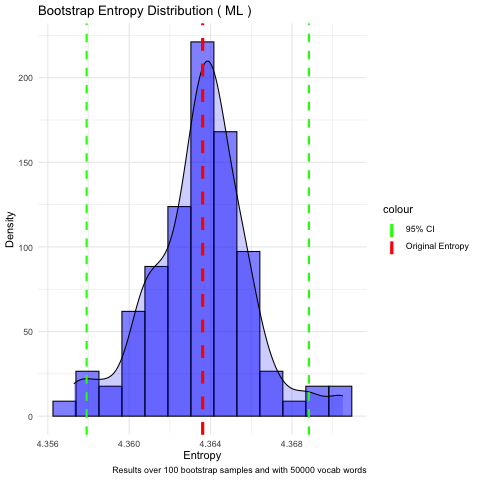 Bootstrap Entropy Distribution ( ML )
200
150
100
50
0
Density
4.356
4.360
4.364
4.368
Entropy
colour
95% CI
Original Entropy
Results over 100 bootstrap samples and with 50000 vocab words